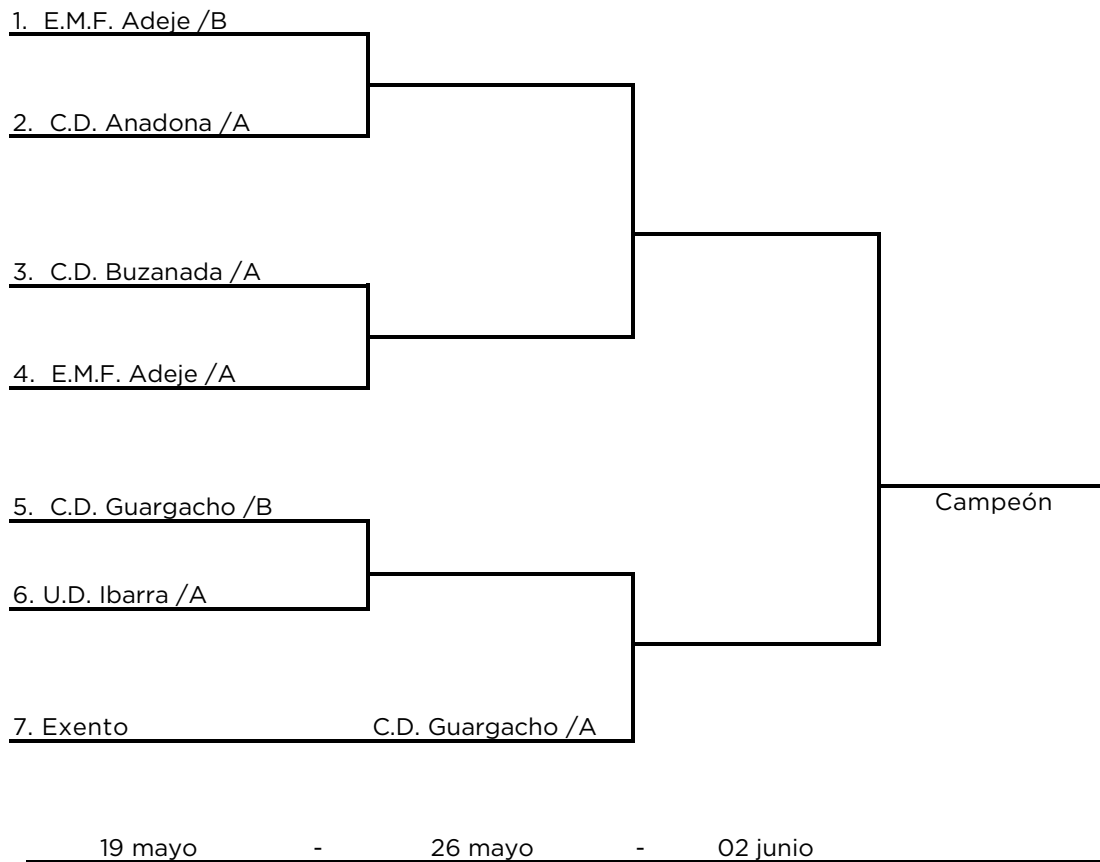 1. E.M.F. Adeje /B
2. C.D. Anadona /A
3. C.D. Buzanada /A
4. E.M.F. Adeje /A
5. C.D. Guargacho /B
Campeón
6. U.D. Ibarra /A
7. Exento C.D. Guargacho /A
19 mayo - 26 mayo - 02 junio